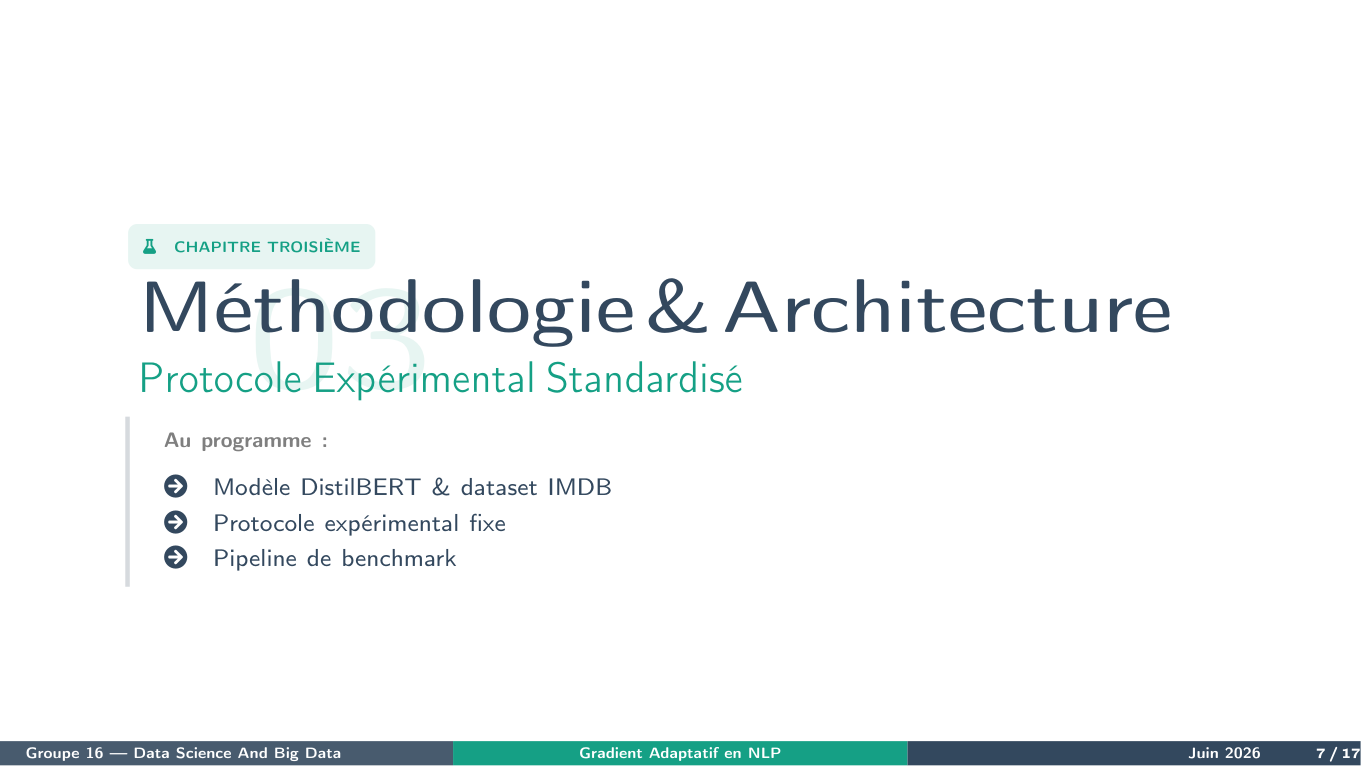 CHAPITRE TROISIÈME
03
Méthodologie & Architecture
Protocole Expérimental Standardisé
Au programme :
Modèle DistilBERT & dataset IMDB
Protocole expérimental fixe
Pipeline de benchmark
Groupe 16 — Data Science And Big Data
Gradient Adaptatif en NLP
Juin 2026
7 / 17